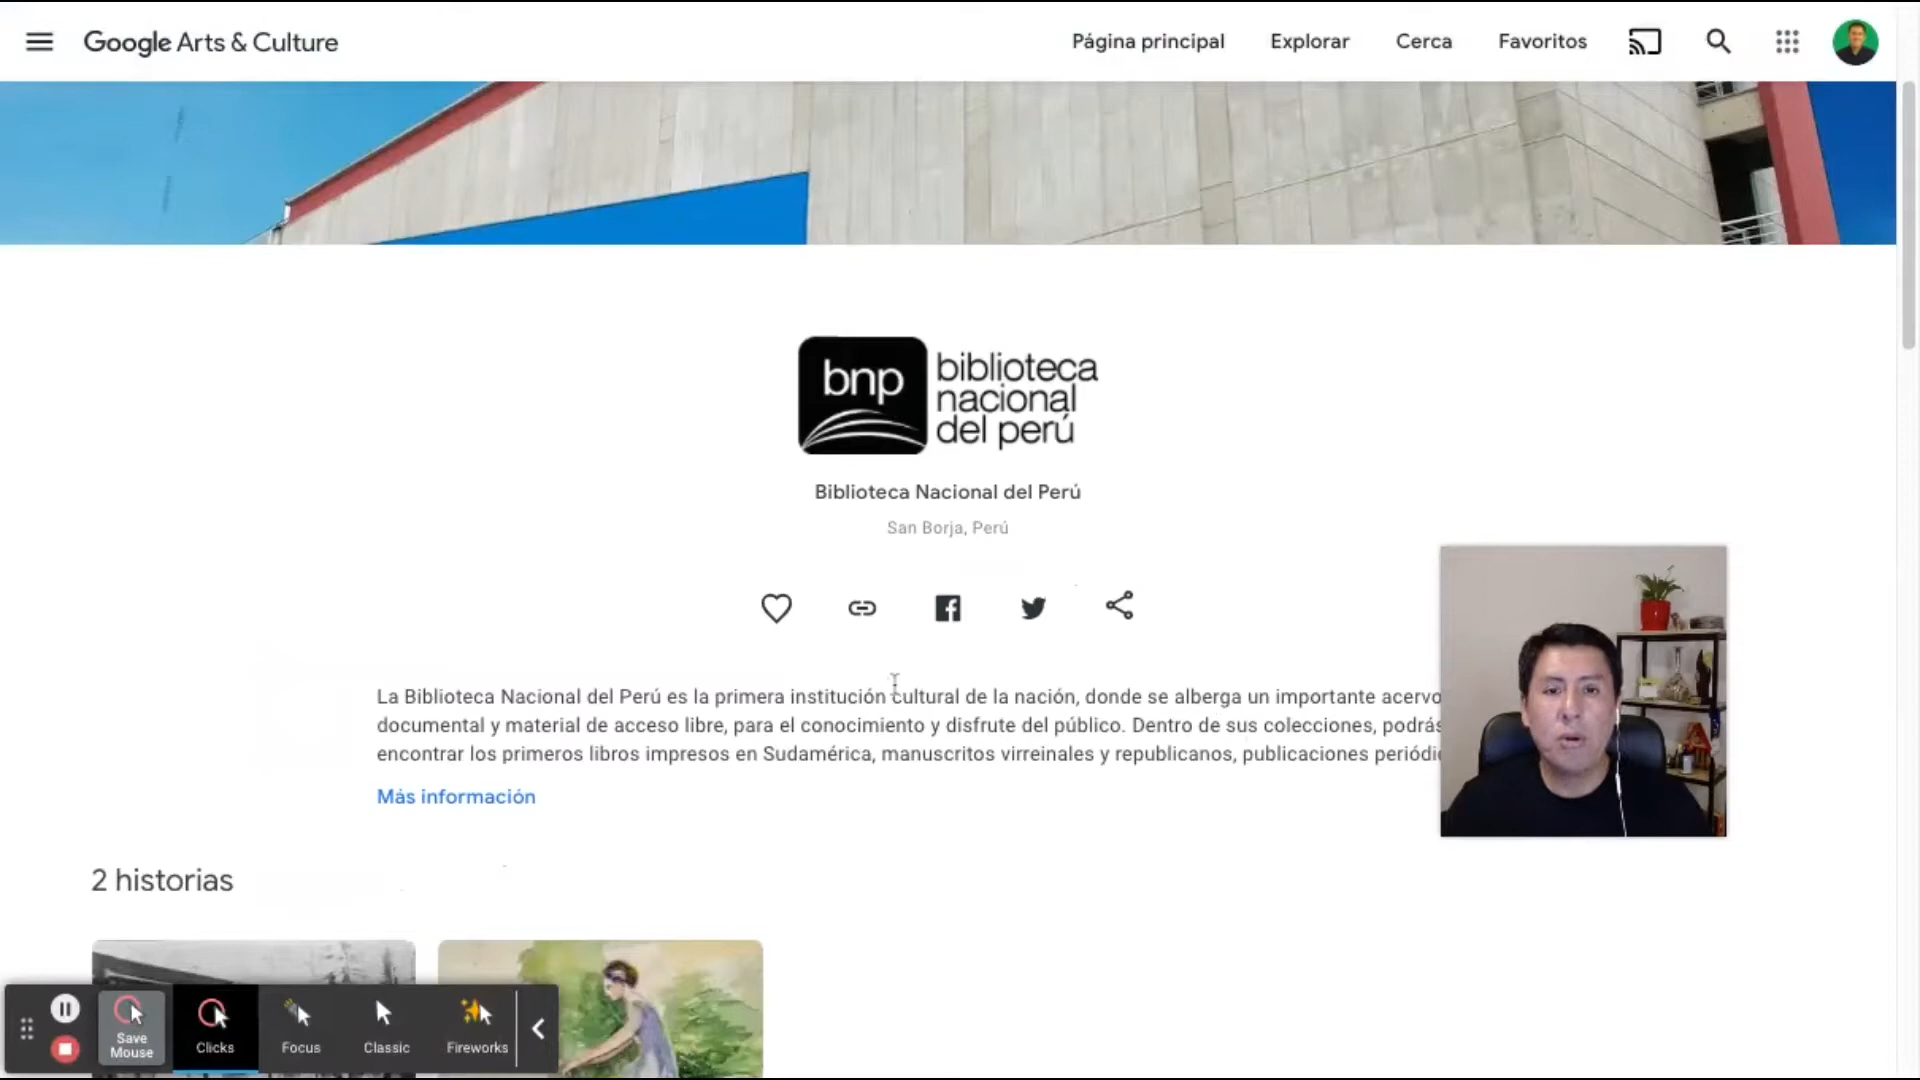 Google Arts & Culture
Página principal
Explorar
Cerca
Favoritos
bnp
biblioteca
nacional
del perú
Biblioteca Nacional del Perú
San Borja, Perú
La Biblioteca Nacional del Perú es la primera institución cultural de la nación, donde se alberga un importante acervo
documental y material de acceso libre, para el conocimiento y disfrute del público. Dentro de sus colecciones, podrás
encontrar los primeros libros impresos en Sudamérica, manuscritos virreinales y republicanos, publicaciones periódi
Más información
2 historias
Save
Mouse
Clicks
Focus
Classic
Fireworks